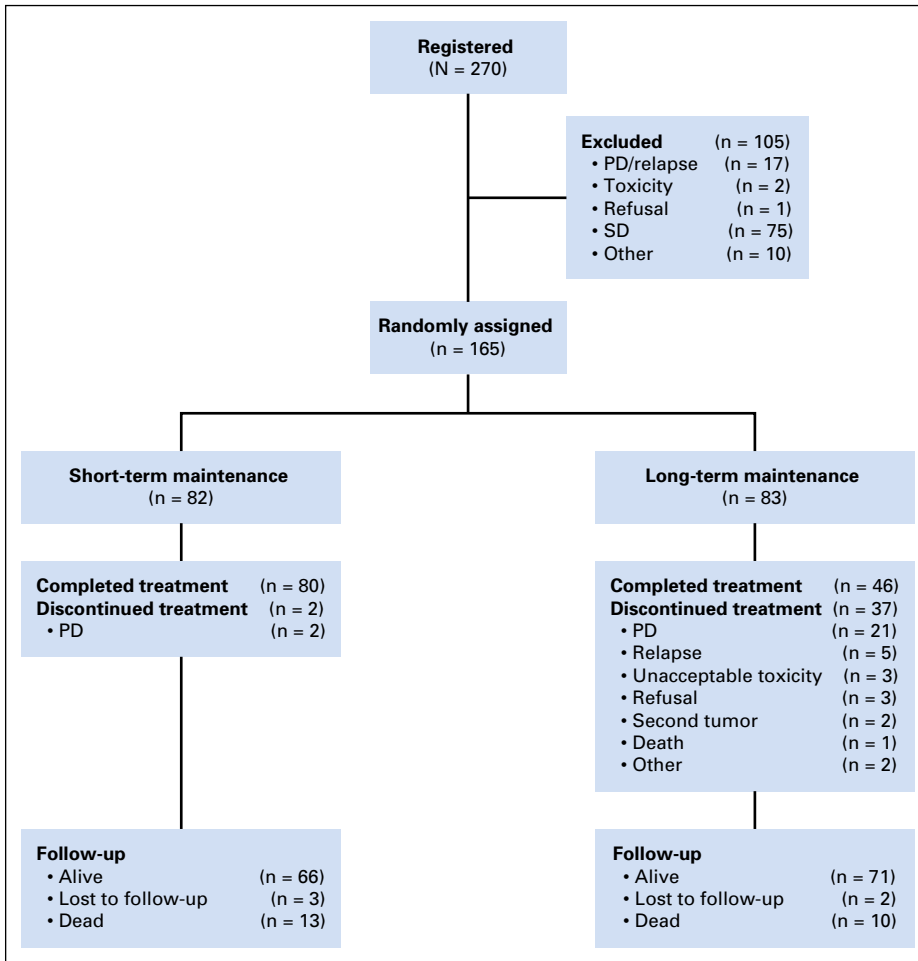 Registered
(N = 270)
Excluded (n = 105)
• PD/relapse (n = 17)
• Toxicity (n = 2)
• Refusal (n = 1)
• SD (n = 75)
• Other (n = 10)
Randomly assigned
(n = 165)
Short-term maintenance
(n = 82)
Completed treatment (n = 80)
Discontinued treatment (n = 2)
• PD (n = 2)
Follow-up
• Alive (n = 66)
• Lost to follow-up (n = 3)
• Dead (n = 13)
Long-term maintenance
(n = 83)
Completed treatment (n = 46)
Discontinued treatment (n = 37)
• PD (n = 21)
• Relapse (n = 5)
• Unacceptable toxicity (n = 3)
• Refusal (n = 3)
• Second tumor (n = 2)
• Death (n = 1)
• Other (n = 2)
Follow-up
• Alive (n = 71)
• Lost to follow-up (n = 2)
• Dead (n = 10)